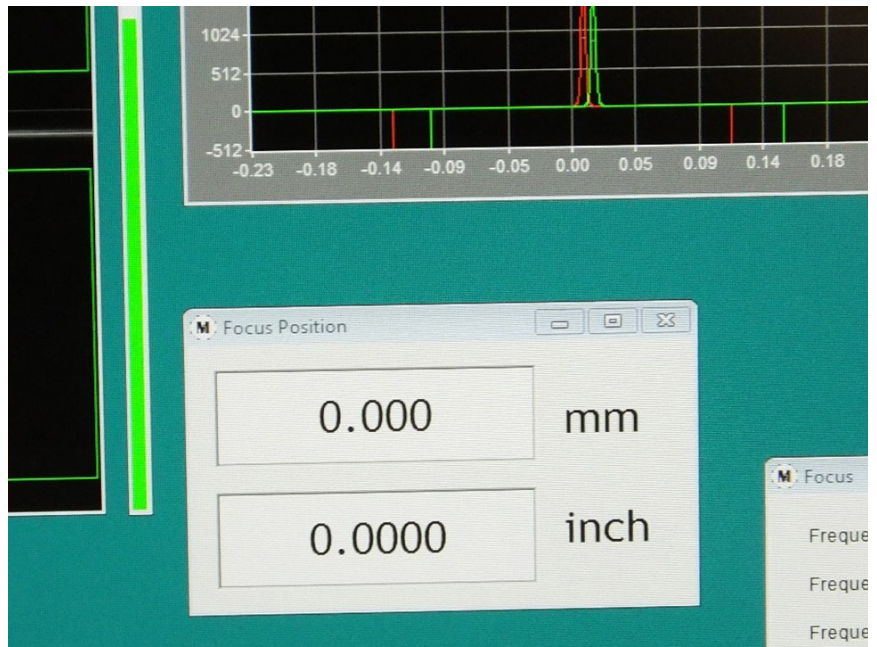 1024
512
0
-512
-0.23 -0.18 -0.14 -0.09 -0.05 0.00 0.05 0.09 0.14 0.18
M Focus Position
0.000 mm
0.0000 inch
M Focus
Freque
Freque
Freque